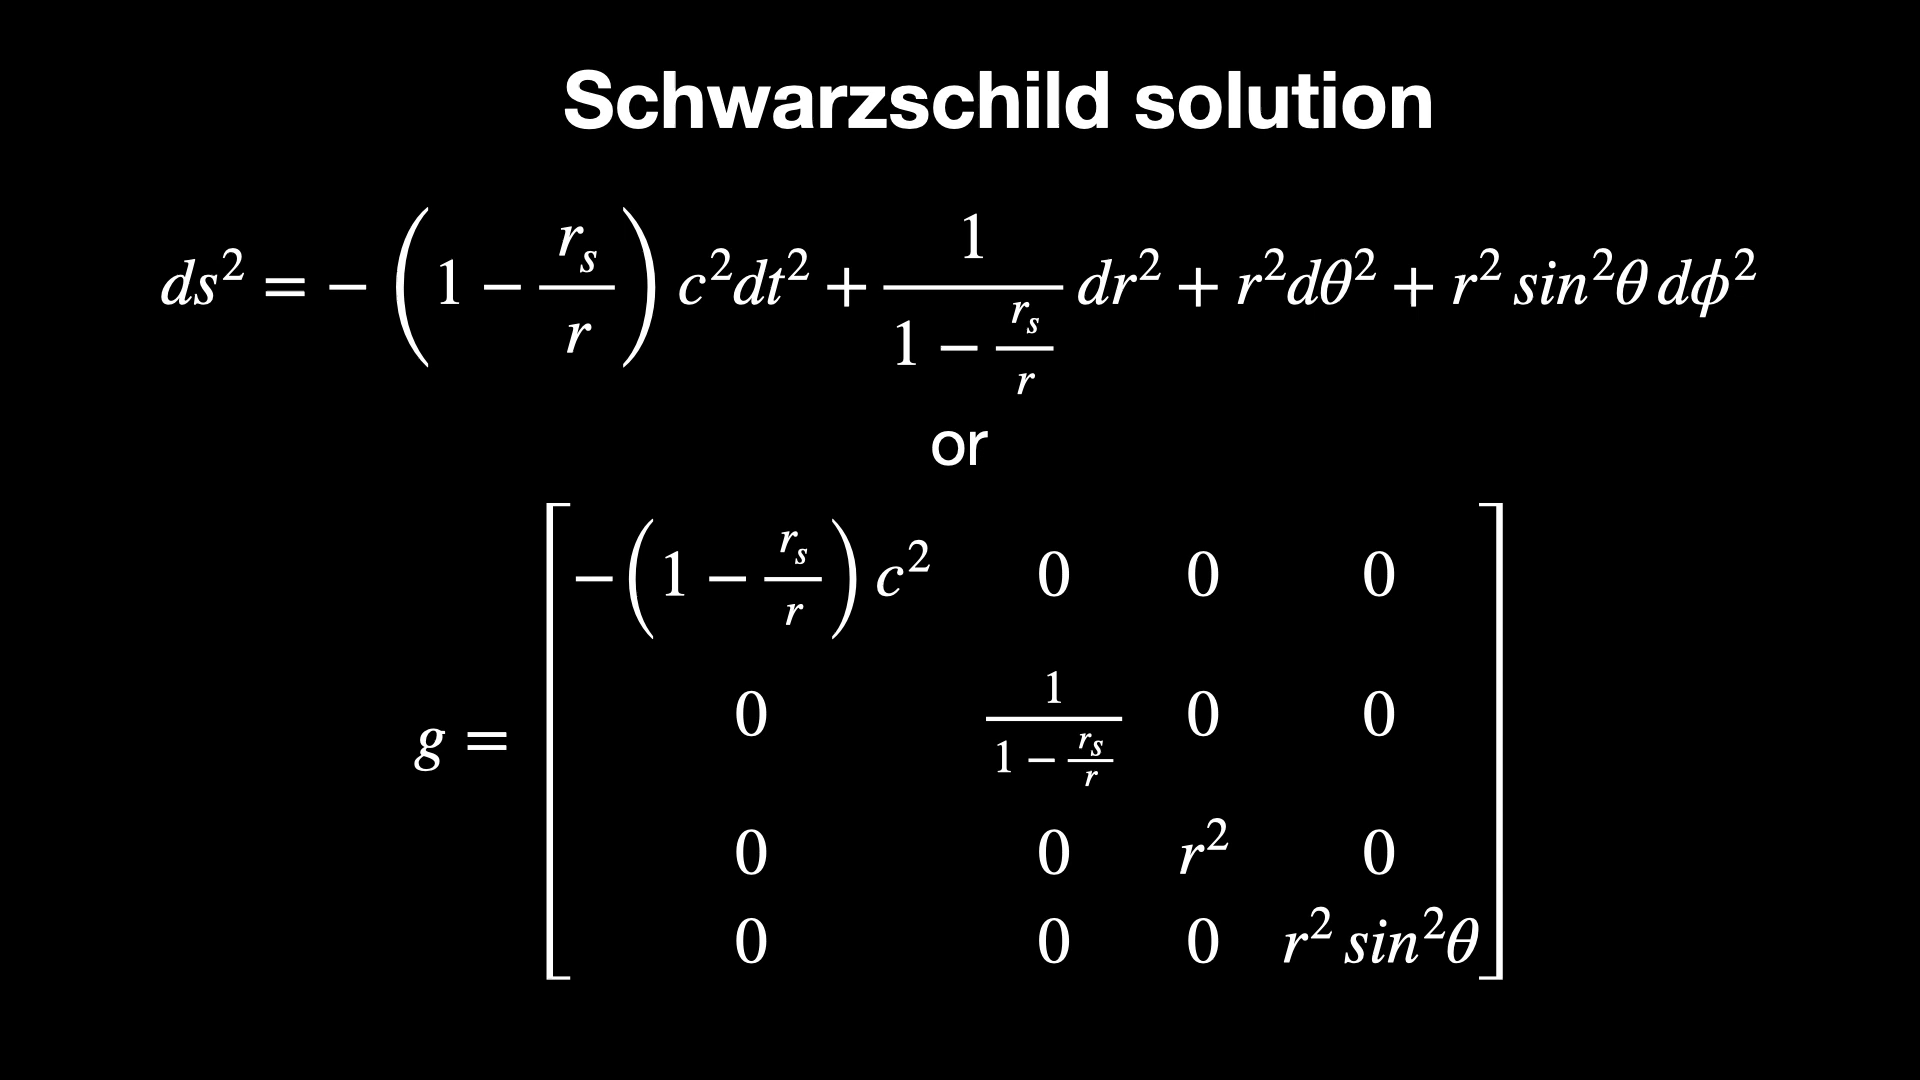 Schwarzschild solution
ds² = − (1 − r_s/r) c²dt² + 1/(1 − r_s/r) dr² + r²dθ² + r² sin²θ dϕ²
or
g = [
−(1 − r_s/r) c² 0 0 0
0 1/(1 − r_s/r) 0 0
0 0 r² 0
0 0 0 r² sin²θ
]